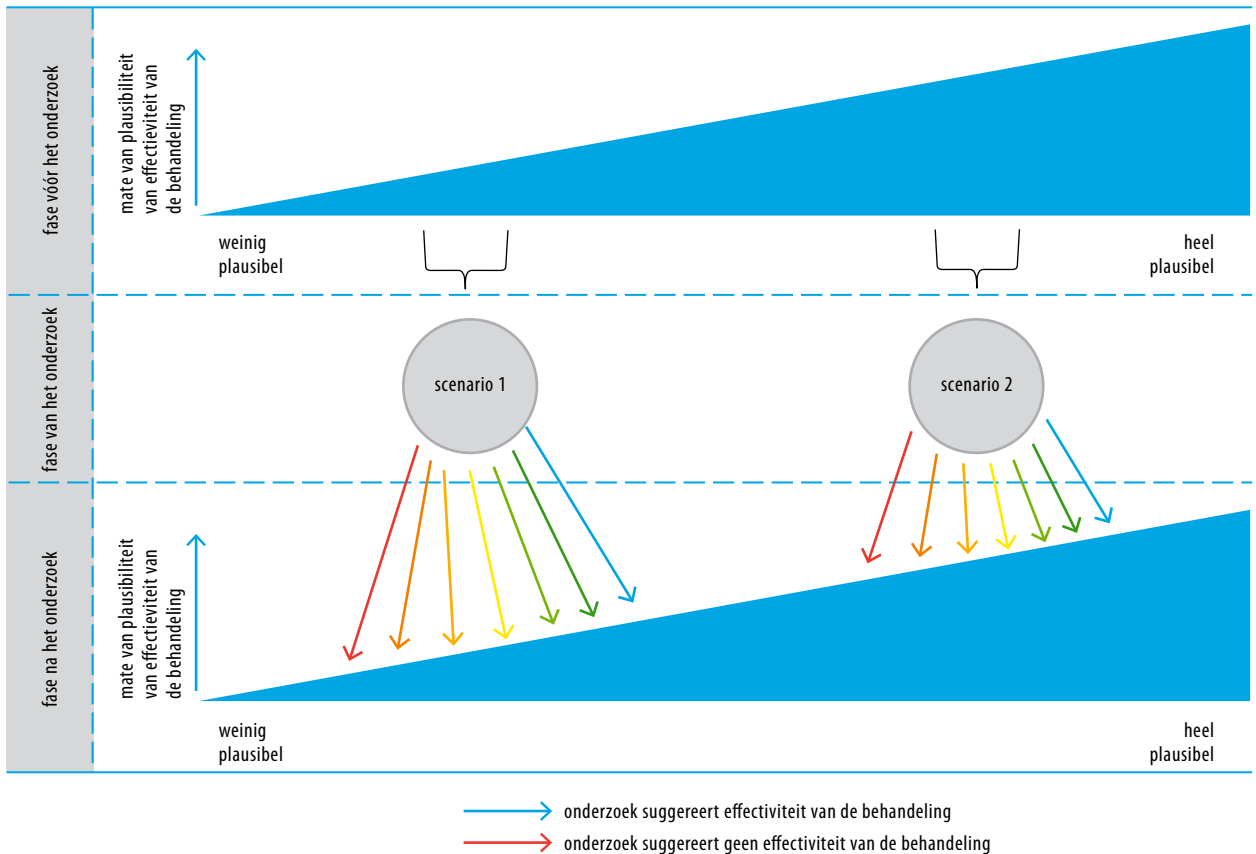 fase vóór het onderzoek
mate van plausibiliteit
van effectiviteit van
de behandeling
weinig
plausibel
heel
plausibel
fase van het onderzoek
scenario 1
scenario 2
fase na het onderzoek
mate van plausibiliteit
van effectiviteit van
de behandeling
weinig
plausibel
heel
plausibel
onderzoek suggereert effectiviteit van de behandeling
onderzoek suggereert geen effectiviteit van de behandeling